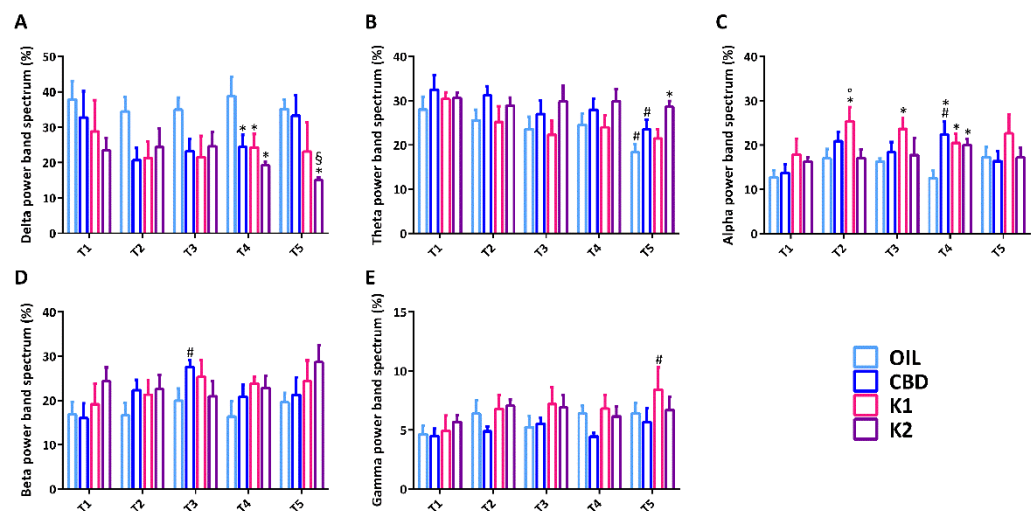 A
Delta power band spectrum (%)
50
40
30
20
10
0
* *
*
§
*
T1 T2 T3 T4 T5
B
Theta power band spectrum (%)
40
30
20
10
0
# # *
T1 T2 T3 T4 T5
C
Alpha power band spectrum (%)
40
30
20
10
0
°
*
*
*
#
* *
T1 T2 T3 T4 T5
D
Beta power band spectrum (%)
40
30
20
10
0
#
T1 T2 T3 T4 T5
E
Gamma power band spectrum (%)
15
10
5
0
#
T1 T2 T3 T4 T5
OIL
CBD
K1
K2